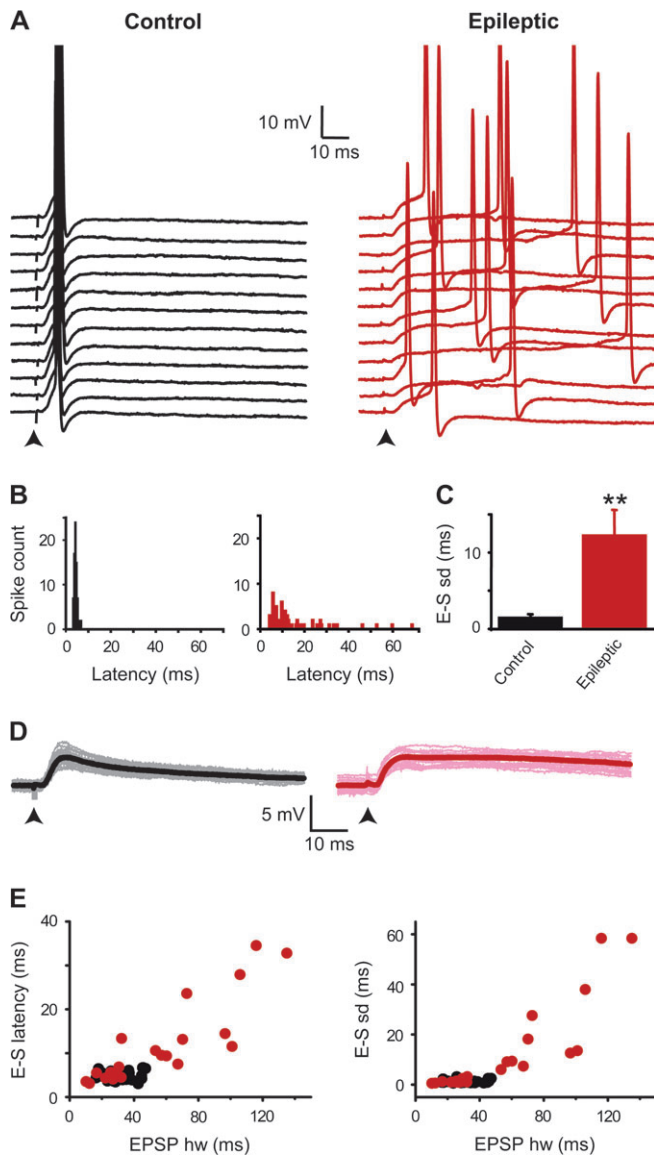 A
Control
Epileptic
10 mV
10 ms
B
Spike count
20
10
0
0 20 40 60
Latency (ms)
20
10
0
0 20 40 60
Latency (ms)
C
E-S sd (ms)
10
0
**
Control
Epileptic
D
5 mV
10 ms
E
E-S latency (ms)
40
20
0
0 40 80 120
EPSP hw (ms)
E-S sd (ms)
60
40
20
0
0 40 80 120
EPSP hw (ms)